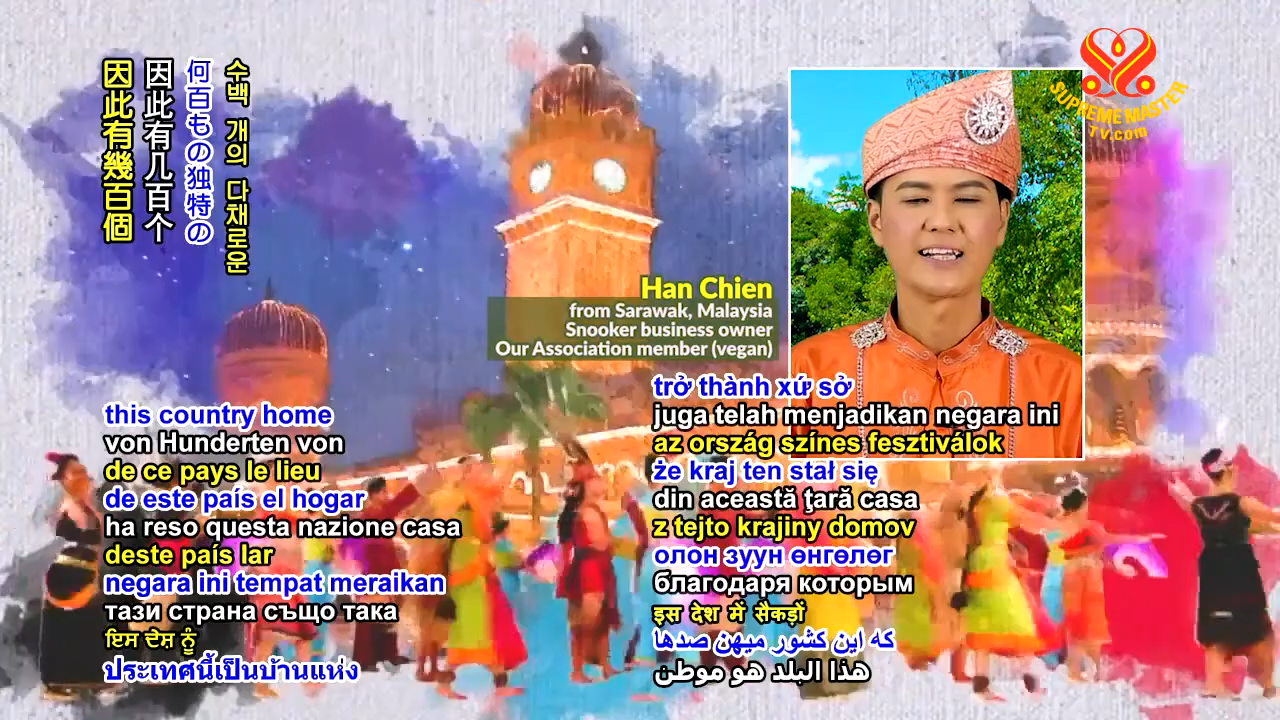 SUPREME MASTER
TV.com
因此有幾百個
因此有几百个
何百もの独特の
수백 개의 다채로운
Han Chien
from Sarawak, Malaysia
Snooker business owner
Our Association member (vegan)
this country home
von Hunderten von
de ce pays le lieu
de este país el hogar
ha reso questa nazione casa
deste país lar
negara ini tempat meraikan
тази страна също така
ਇਸ ਦੇਸ਼ ਨੂੰ
ประเทศนี้เป็นบ้านแห่ง
trở thành xứ sở
juga telah menjadikan negara ini
az ország színes fesztiválok
że kraj ten stał się
din această ţară casa
z tejto krajiny domov
олон зуун өнгөлөг
благодаря которым
इस देश में सैकड़ों
که این کشور میهن صدها
هذا البلد هو موطن